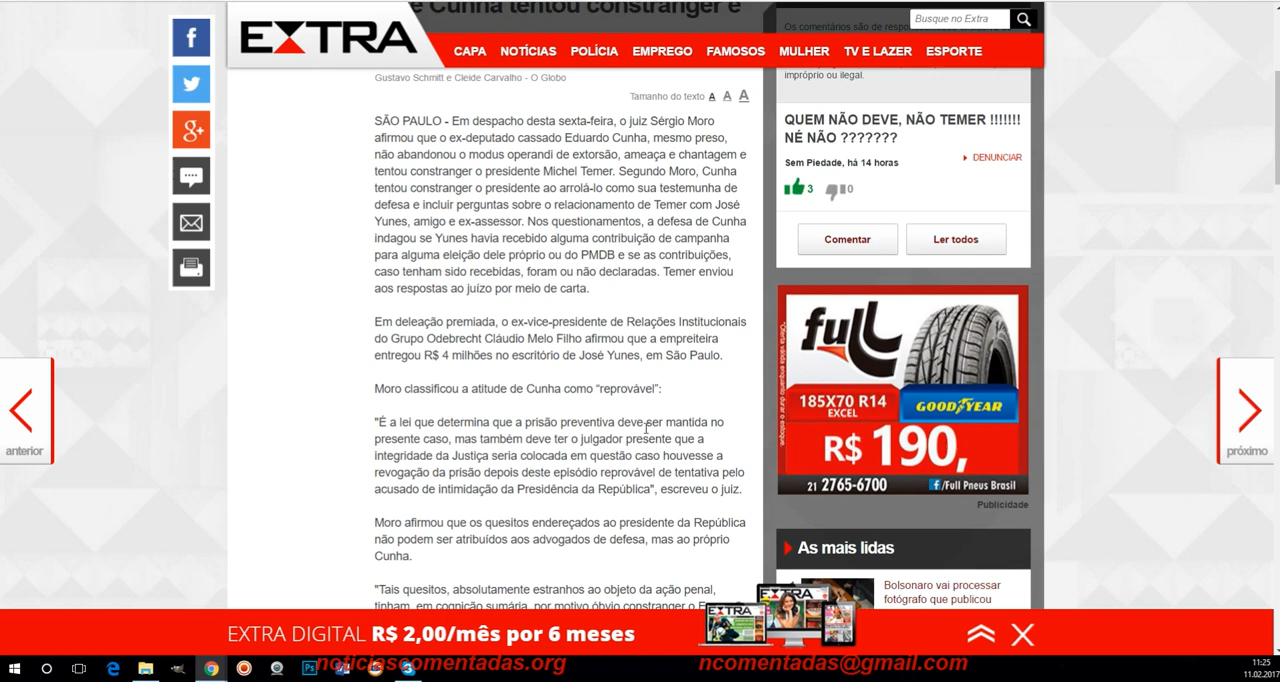 e Cunha tentou constranger e
EXTRA
Busque no Extra
CAPA NOTÍCIAS POLÍCIA EMPREGO FAMOSOS MULHER TV E LAZER ESPORTE
Gustavo Schmitt e Cleide Carvalho - O Globo
Tamanho do texto A A A
SÃO PAULO - Em despacho desta sexta-feira, o juiz Sérgio Moro
afirmou que o ex-deputado cassado Eduardo Cunha, mesmo preso,
não abandonou o modus operandi de extorsão, ameaça e chantagem e
tentou constranger o presidente Michel Temer. Segundo Moro, Cunha
tentou constranger o presidente ao arrolá-lo como sua testemunha de
defesa e incluir perguntas sobre o relacionamento de Temer com José
Yunes, amigo e ex-assessor. Nos questionamentos, a defesa de Cunha
indagou se Yunes havia recebido alguma contribuição de campanha
para alguma eleição dele próprio ou do PMDB e se as contribuições,
caso tenham sido recebidas, foram ou não declaradas. Temer enviou
as respostas ao juízo por meio de carta.
Em deleação premiada, o ex-vice-presidente de Relações Institucionais
do Grupo Odebrecht Cláudio Melo Filho afirmou que a empreiteira
entregou R$ 4 milhões no escritório de José Yunes, em São Paulo.
Moro classificou a atitude de Cunha como “reprovável”:
"É a lei que determina que a prisão preventiva deve ser mantida no
presente caso, mas também deve ter o julgador presente que a
integridade da Justiça seria colocada em questão caso houvesse a
revogação da prisão depois deste episódio reprovável de tentativa pelo
acusado de intimidação da Presidência da República", escreveu o juiz.
Moro afirmou que os quesitos endereçados ao presidente da República
não podem ser atribuídos aos advogados de defesa, mas ao próprio
Cunha.
"Tais quesitos, absolutamente estranhos ao objeto da ação penal,
tinham, em cognição sumária, por motivo óbvio constranger o
Os comentários são de
impróprio ou ilegal.
QUEM NÃO DEVE, NÃO TEMER !!!!!!!
NÉ NÃO ???????
Sem Piedade, há 14 horas
DENUNCIAR
3 0
Comentar Ler todos
full
185X70 R14
EXCEL
GOODYEAR
R$ 190,
21 2765-6700 f/Full Pneus Brasil
Publicidade
As mais lidas
Bolsonaro vai processar
fotógrafo que publicou
anterior
próximo
EXTRA DIGITAL R$ 2,00/mês por 6 meses
noticiascomentadas.org ncomentadas@gmail.com
11:25
11.02.2017